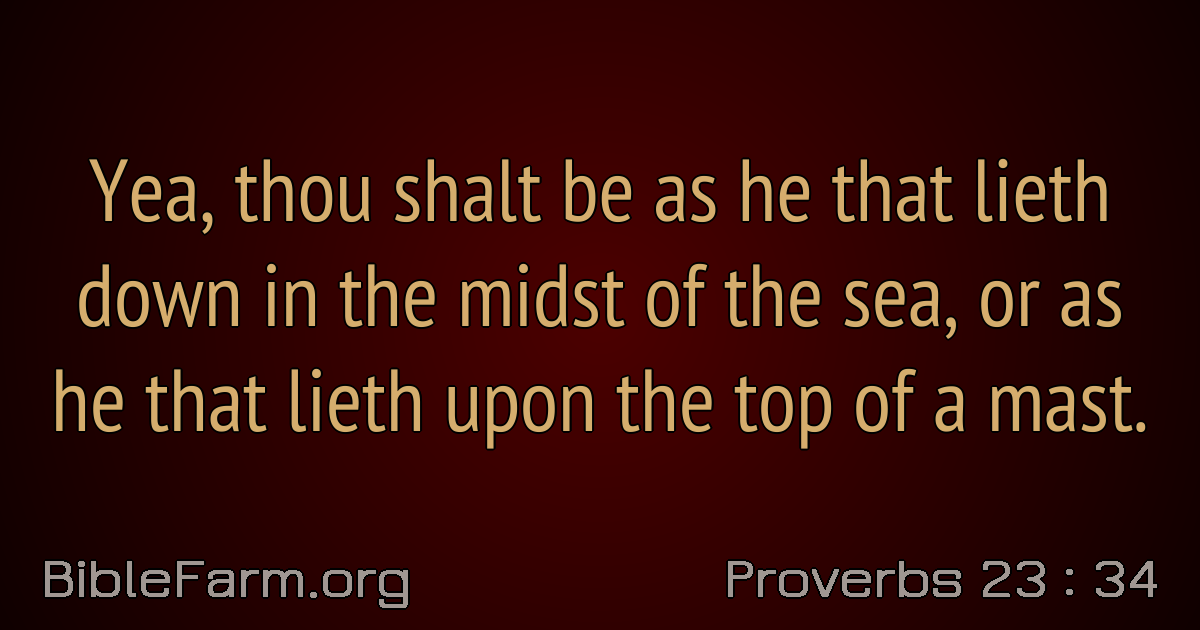 Yea, thou shalt be as he that lieth
down in the midst of the sea, or as
he that lieth upon the top of a mast.
BibleFarm.org
Proverbs 23 : 34